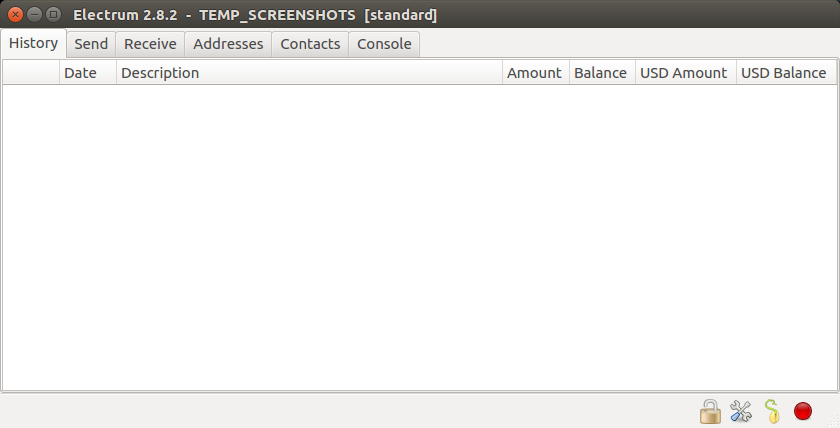 Electrum 2.8.2 - TEMP_SCREENSHOTS [standard]
History Send Receive Addresses Contacts Console
Date Description Amount Balance USD Amount USD Balance